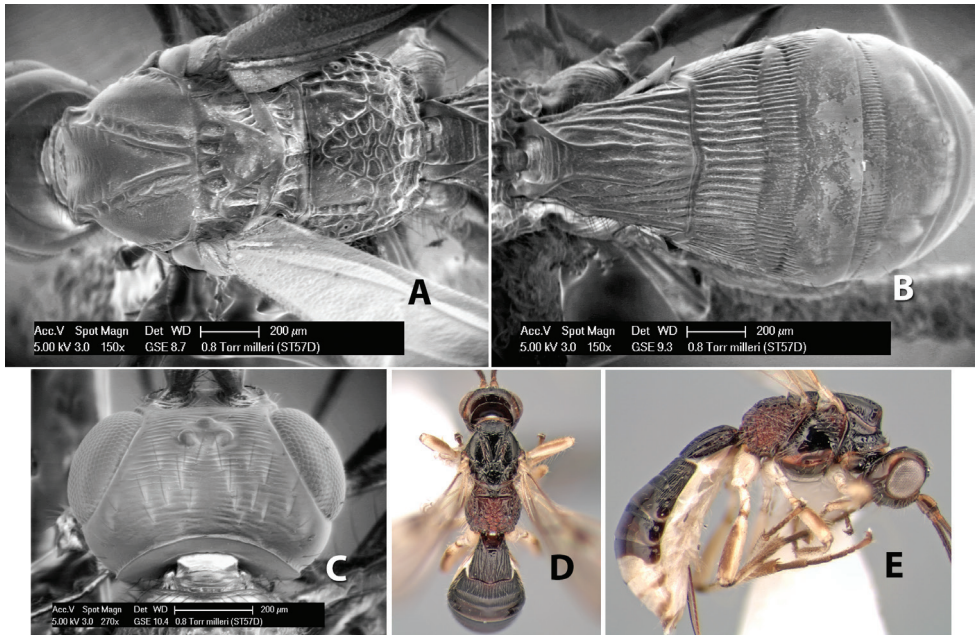 A
Acc.V Spot Magn Det WD 200 µm
5.00 kV 3.0 150x GSE 8.7 0.8 Torr milleri (ST57D)
B
Acc.V Spot Magn Det WD 200 µm
5.00 kV 3.0 150x GSE 9.3 0.8 Torr milleri (ST57D)
C
Acc.V Spot Magn Det WD 200 µm
5.00 kV 3.0 270x GSE 10.4 0.8 Torr milleri (ST57D)
D
E